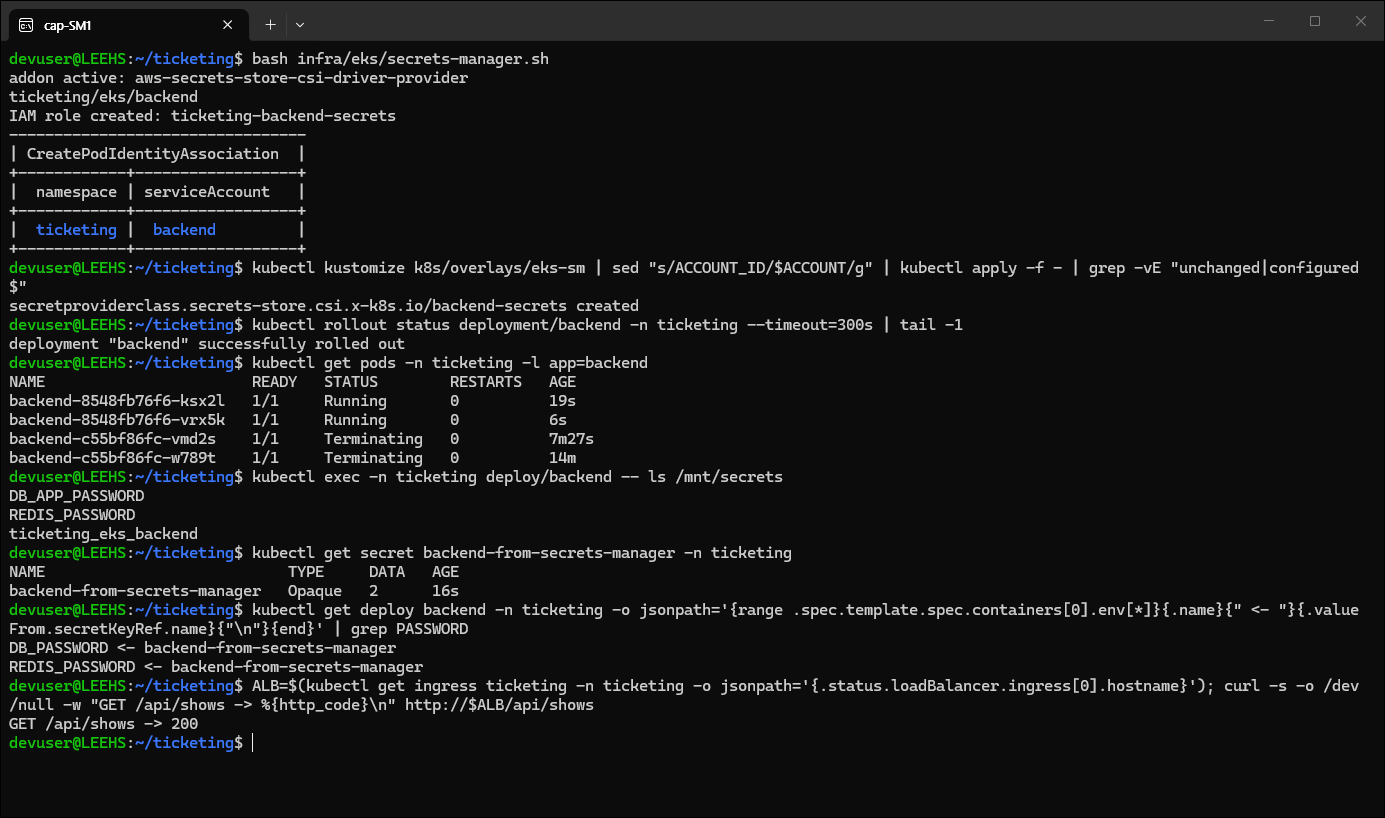 cap-SM1
devuser@LEEHS:~/ticketing$ bash infra/eks/secrets-manager.sh
addon active: aws-secrets-store-csi-driver-provider
ticketing/eks/backend
IAM role created: ticketing-backend-secrets
---------------------------------
| CreatePodIdentityAssociation  |
+------------+------------------+
|  namespace | serviceAccount   |
+------------+------------------+
|  ticketing |  backend         |
+------------+------------------+
devuser@LEEHS:~/ticketing$ kubectl kustomize k8s/overlays/eks-sm | sed "s/ACCOUNT_ID/$ACCOUNT/g" | kubectl apply -f - | grep -vE "unchanged|configured
$"
secretproviderclass.secrets-store.csi.x-k8s.io/backend-secrets created
devuser@LEEHS:~/ticketing$ kubectl rollout status deployment/backend -n ticketing --timeout=300s | tail -1
deployment "backend" successfully rolled out
devuser@LEEHS:~/ticketing$ kubectl get pods -n ticketing -l app=backend
NAME                       READY   STATUS        RESTARTS   AGE
backend-8548fb76f6-ksx2l   1/1     Running       0          19s
backend-8548fb76f6-vrx5k   1/1     Running       0          6s
backend-c55bf86fc-vmd2s    1/1     Terminating   0          7m27s
backend-c55bf86fc-w789t    1/1     Terminating   0          14m
devuser@LEEHS:~/ticketing$ kubectl exec -n ticketing deploy/backend -- ls /mnt/secrets
DB_APP_PASSWORD
REDIS_PASSWORD
ticketing_eks_backend
devuser@LEEHS:~/ticketing$ kubectl get secret backend-from-secrets-manager -n ticketing
NAME                           TYPE     DATA   AGE
backend-from-secrets-manager   Opaque   2      16s
devuser@LEEHS:~/ticketing$ kubectl get deploy backend -n ticketing -o jsonpath='{range .spec.template.spec.containers[0].env[*]}{.name}{" <- "}{.value
From.secretKeyRef.name}{"\n"}{end}' | grep PASSWORD
DB_PASSWORD <- backend-from-secrets-manager
REDIS_PASSWORD <- backend-from-secrets-manager
devuser@LEEHS:~/ticketing$ ALB=$(kubectl get ingress ticketing -n ticketing -o jsonpath='{.status.loadBalancer.ingress[0].hostname}'); curl -s -o /dev
/null -w "GET /api/shows -> %{http_code}\n" http://$ALB/api/shows
GET /api/shows -> 200
devuser@LEEHS:~/ticketing$